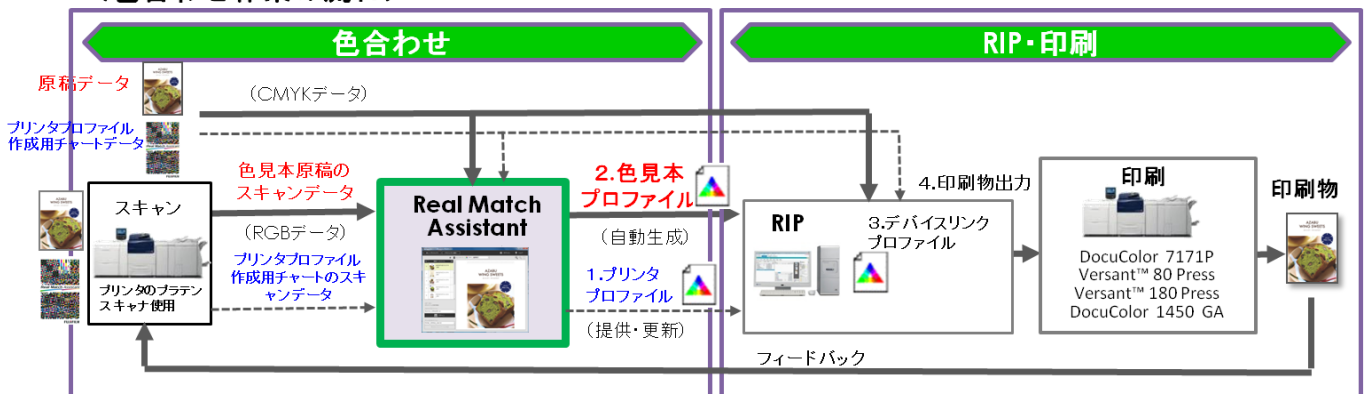 色合わせ
RIP・印刷
原稿データ
(CMYKデータ)
プリンタプロファイル
作成用チャートデータ
色見本原稿の
スキャンデータ
(RGBデータ)
プリンタプロファイル
作成用チャートのスキ
ャンデータ
スキャン
プリンタのプラテン
スキャナ使用
Real Match
Assistant
2.色見本
プロファイル
(自動生成)
1.プリンタ
プロファイル
(提供・更新)
RIP
3.デバイスリンク
プロファイル
4.印刷物出力
印刷
DocuColor 7171P
Versant™ 80 Press
Versant™ 180 Press
DocuColor 1450 GA
印刷物
フィードバック